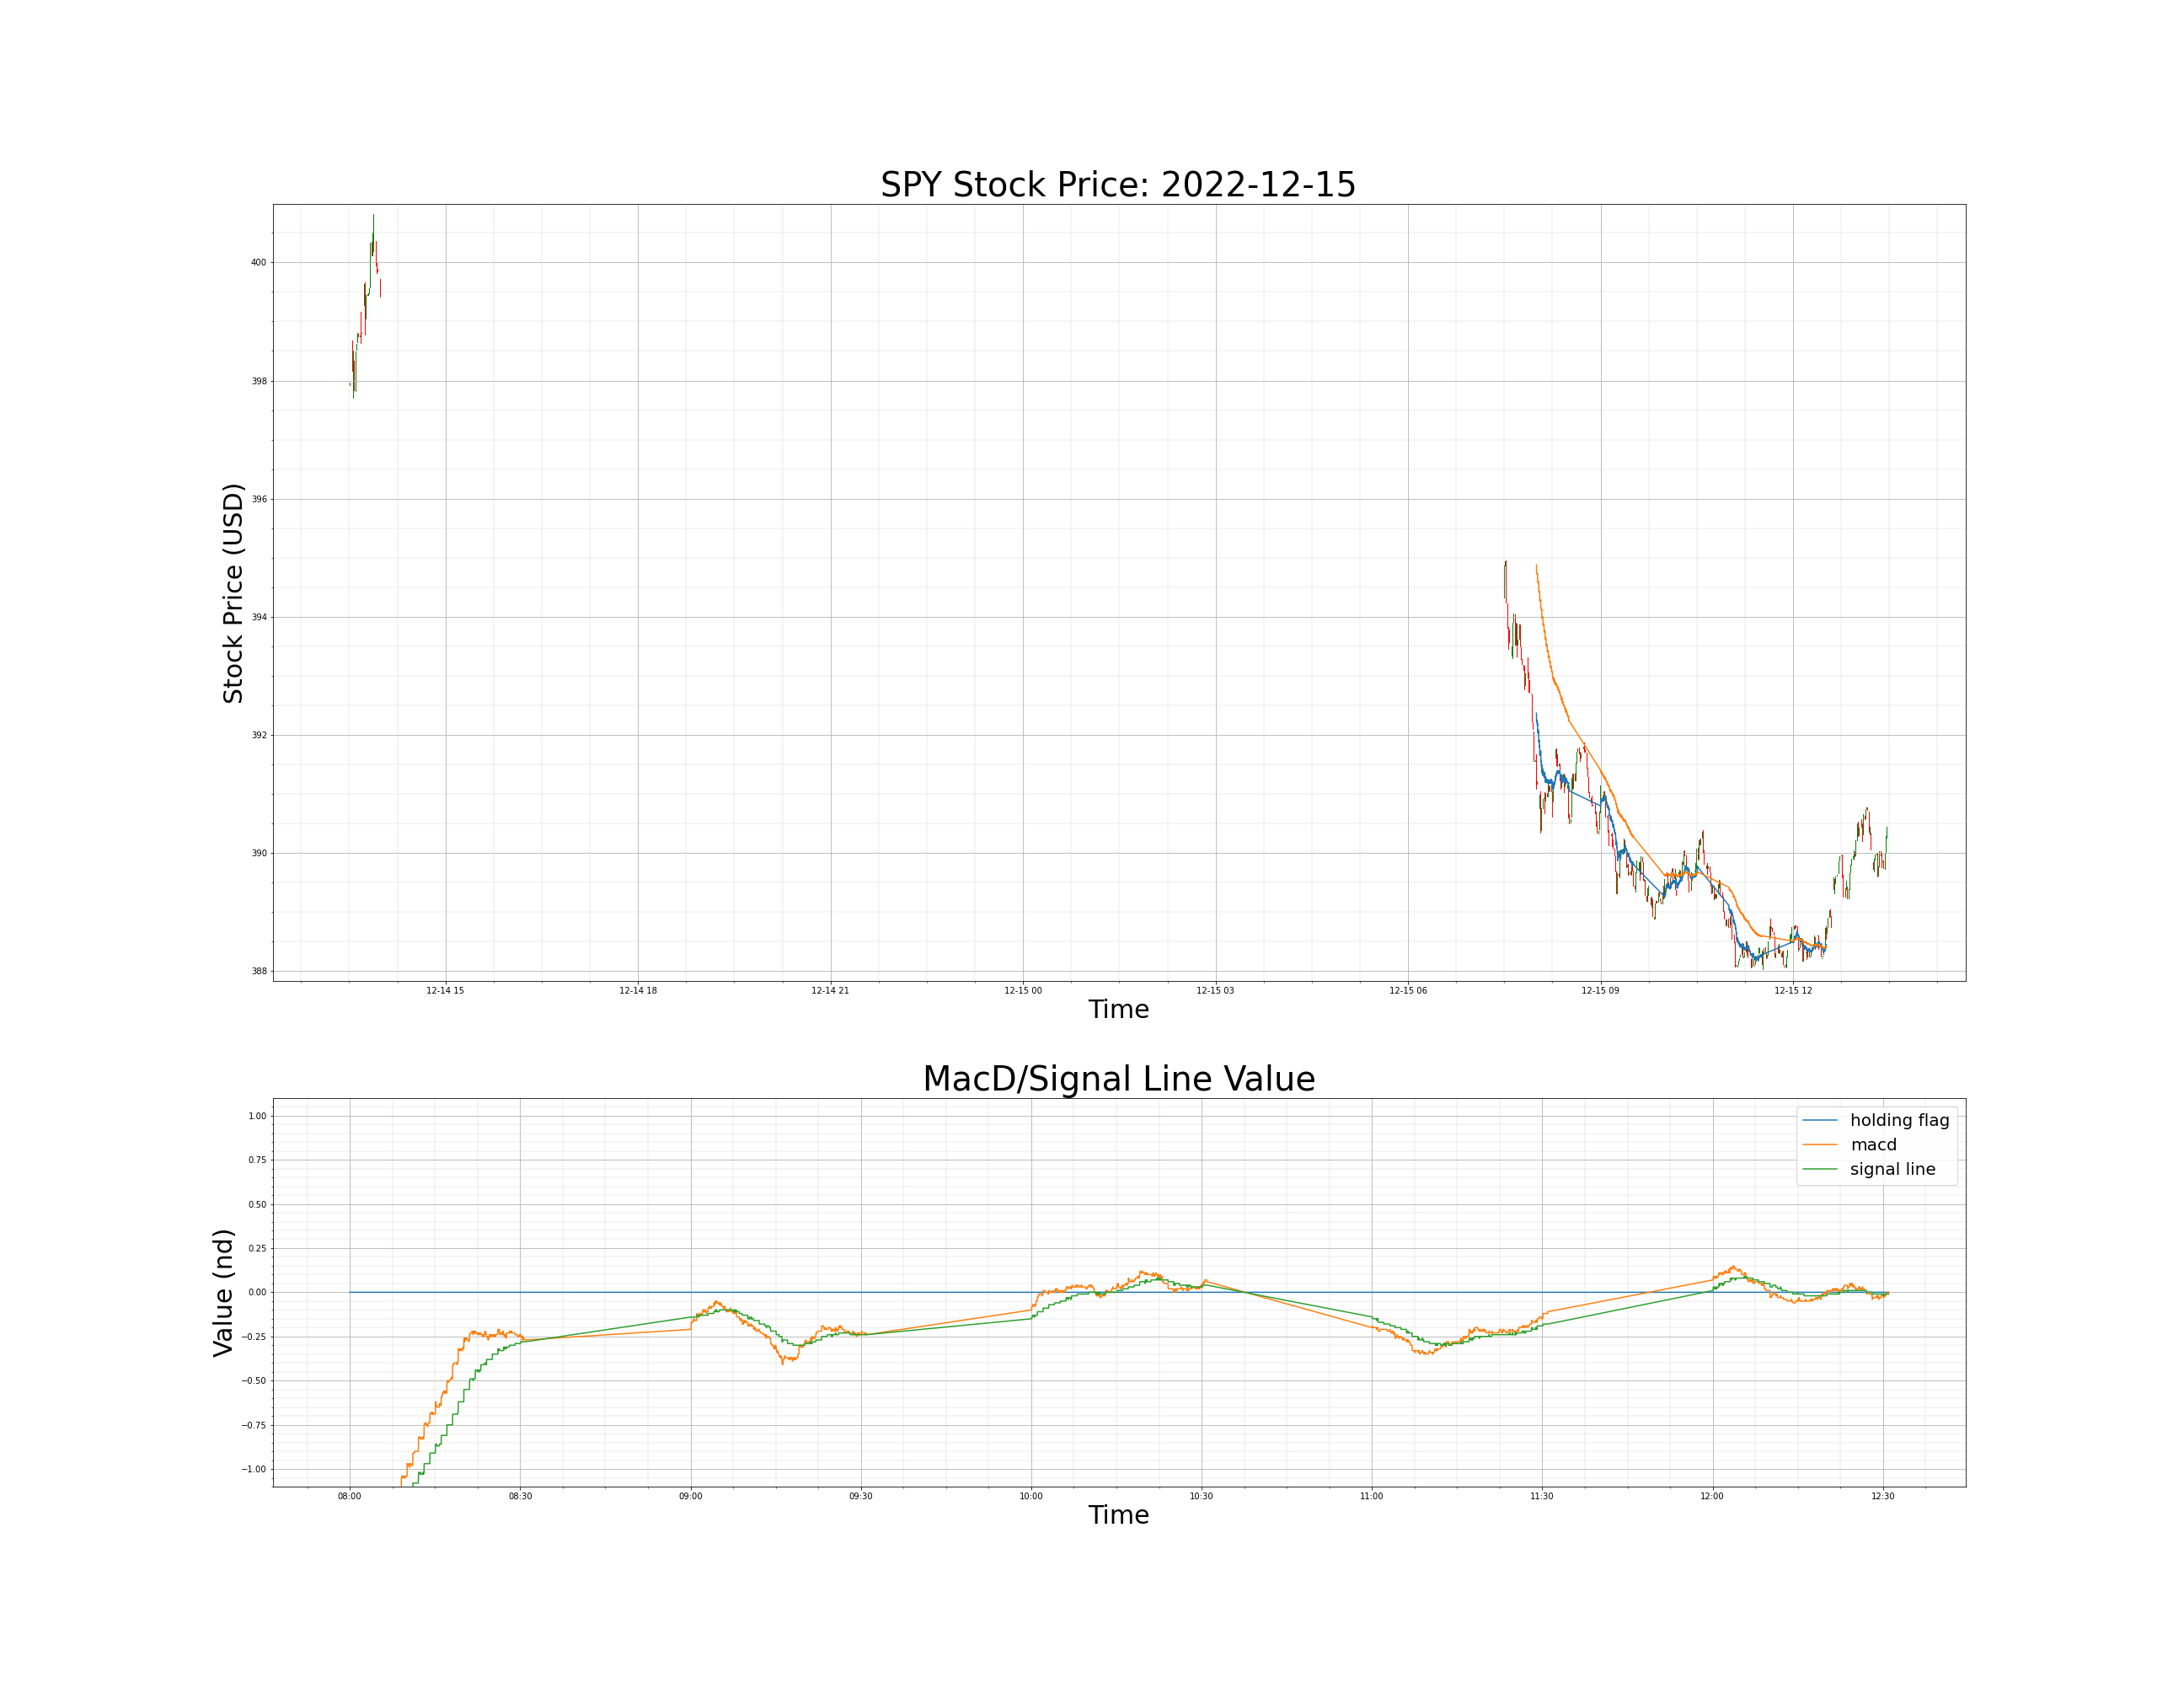 SPY Stock Price: 2022-12-15
Stock Price (USD)
400
398
396
394
392
390
388
12-14 15 12-14 18 12-14 21 12-15 00 12-15 03 12-15 06 12-15 09 12-15 12
Time
MacD/Signal Line Value
Value (nd)
1.00
0.75
0.50
0.25
0.00
−0.25
−0.50
−0.75
−1.00
holding flag
macd
signal line
08:00 08:30 09:00 09:30 10:00 10:30 11:00 11:30 12:00 12:30
Time